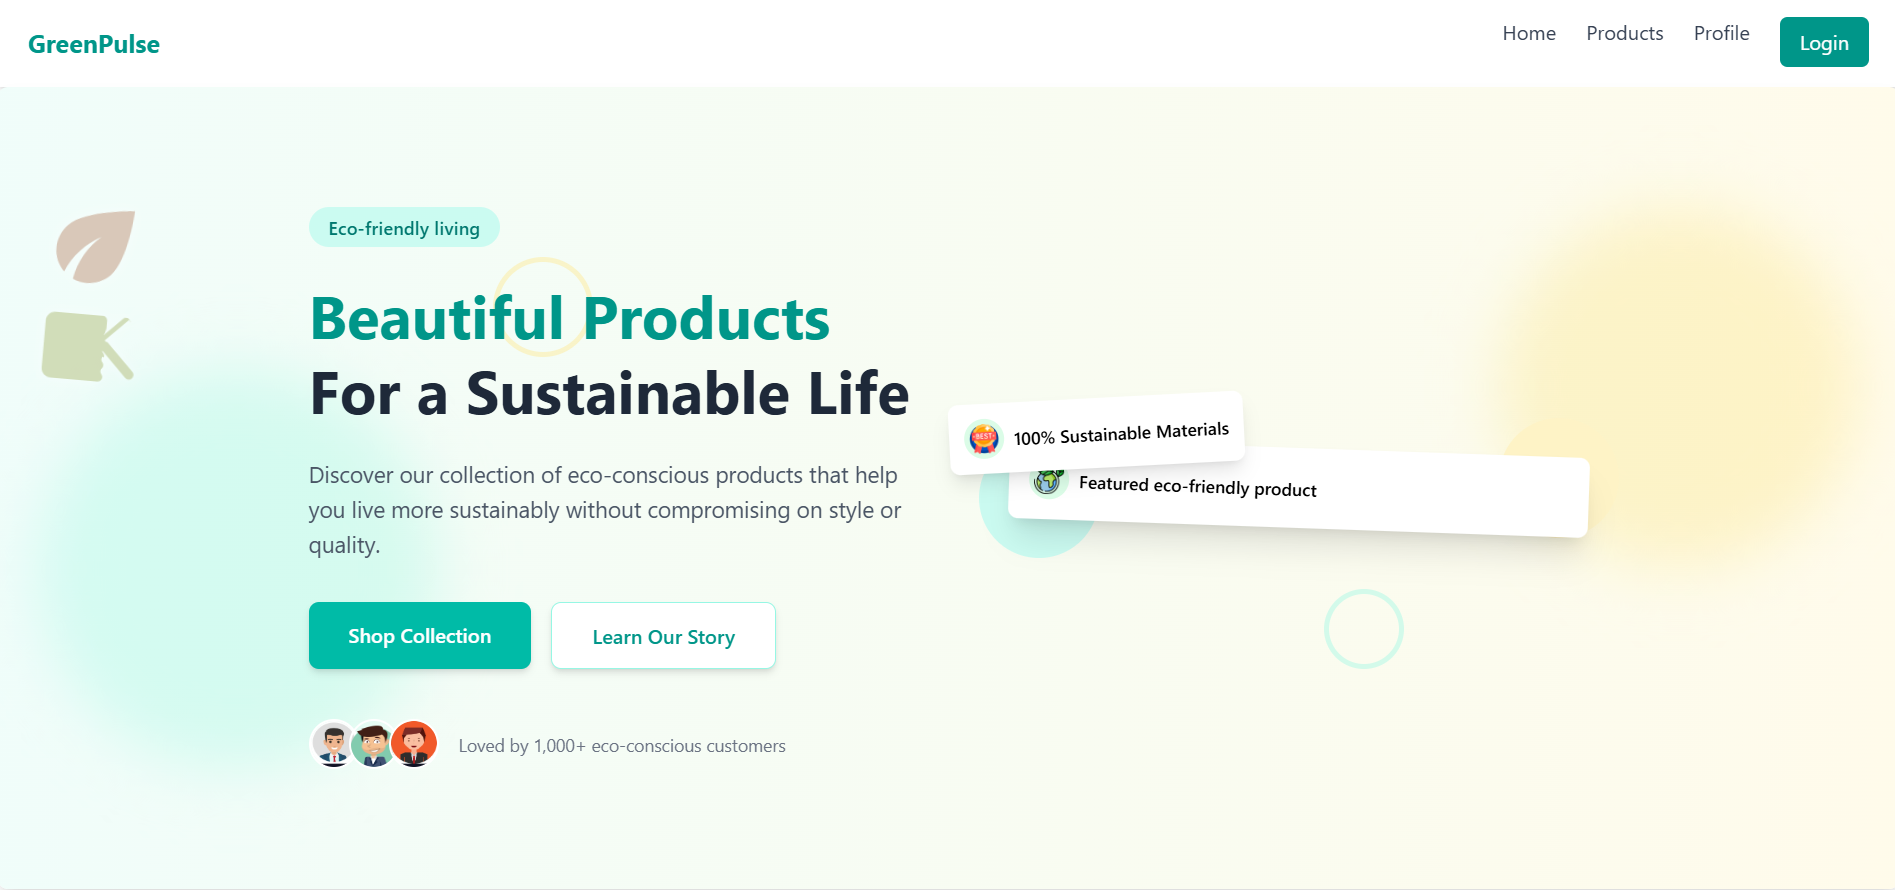 GreenPulse
Home Products Profile Login
Eco-friendly living
Beautiful Products
For a Sustainable Life
Discover our collection of eco-conscious products that help
you live more sustainably without compromising on style or
quality.
Shop Collection
Learn Our Story
Loved by 1,000+ eco-conscious customers
BEST
100% Sustainable Materials
Featured eco-friendly product